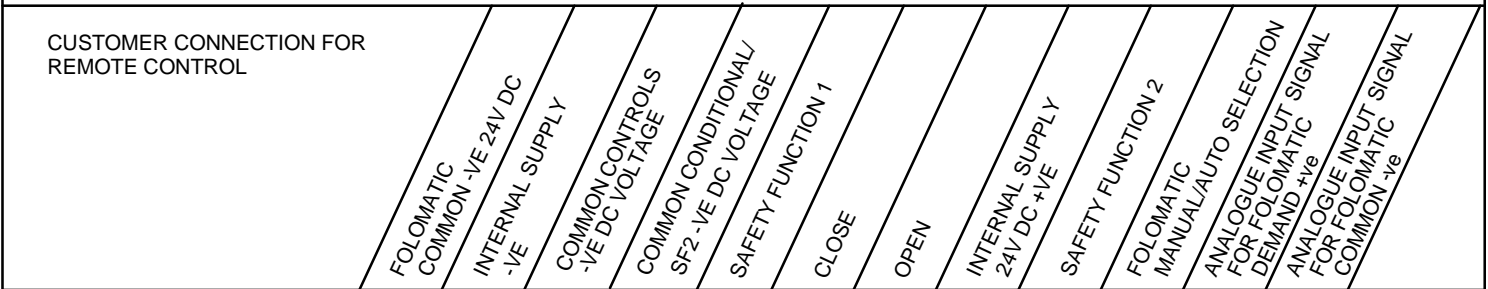 CUSTOMER CONNECTION FOR
REMOTE CONTROL
FOLOMATIC
COMMON -VE 24V DC
INTERNAL SUPPLY
-VE
COMMON CONTROLS
-VE DC VOLTAGE
COMMON CONDITIONAL/
SF2 -VE DC VOLTAGE
SAFETY FUNCTION 1
CLOSE
OPEN
INTERNAL SUPPLY
24V DC +VE
SAFETY FUNCTION 2
FOLOMATIC
MANUAL/AUTO SELECTION
ANALOGUE INPUT SIGNAL
FOR FOLOMATIC
DEMAND +ve
ANALOGUE INPUT SIGNAL
FOR FOLOMATIC
COMMON -ve